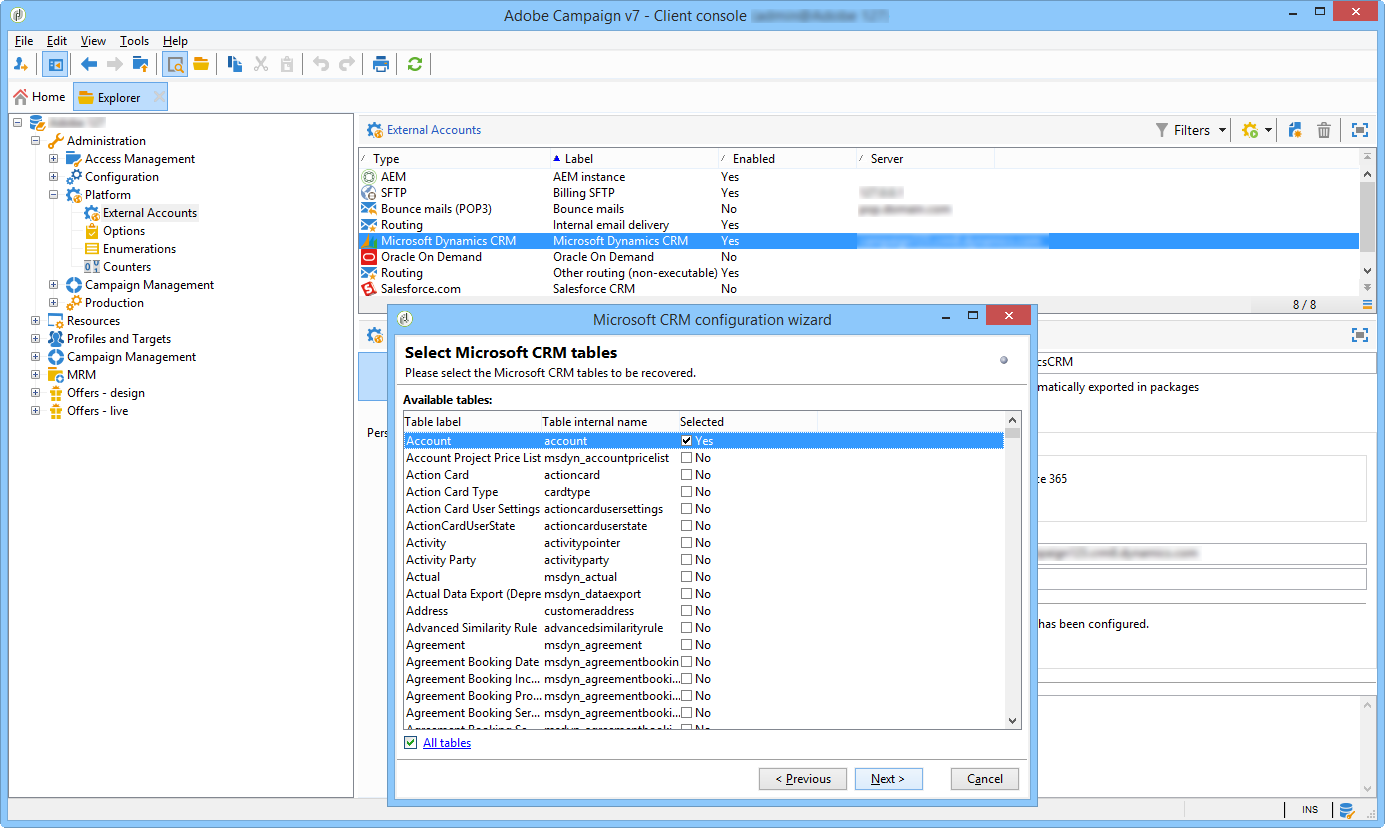 Adobe Campaign v7 - Client console
File Edit View Tools Help
Home Explorer
Administration
Access Management
Configuration
Platform
External Accounts
Options
Enumerations
Counters
Campaign Management
Production
Resources
Profiles and Targets
Campaign Management
MRM
Offers - design
Offers - live
External Accounts Filters
Type Label Enabled Server
AEM AEM instance Yes
SFTP Billing SFTP Yes
Bounce mails (POP3) Bounce mails No
Routing Internal email delivery Yes
Microsoft Dynamics CRM Microsoft Dynamics CRM Yes
Oracle On Demand Oracle On Demand No
Routing Other routing (non-executable) Yes
Salesforce.com Salesforce CRM No
8 / 8
Microsoft CRM configuration wizard
Select Microsoft CRM tables
Please select the Microsoft CRM tables to be recovered.
Available tables:
Table label Table internal name Selected
Account account Yes
Account Project Price List msdyn_accountpricelist No
Action Card actioncard No
Action Card Type cardtype No
Action Card User Settings actioncardusersettings No
ActionCardUserState actioncarduserstate No
Activity activitypointer No
Activity Party activityparty No
Actual msdyn_actual No
Actual Data Export (Depre msdyn_dataexport No
Address customeraddress No
Advanced Similarity Rule advancedsimilarityrule No
Agreement msdyn_agreement No
Agreement Booking Date msdyn_agreementbookin No
Agreement Booking Inc... msdyn_agreementbooki... No
Agreement Booking Pro... msdyn_agreementbooki... No
Agreement Booking Ser... msdyn_agreementbooki... No
All tables
< Previous Next > Cancel
csCRM
matically exported in packages
Pers
ce 365
has been configured.
INS